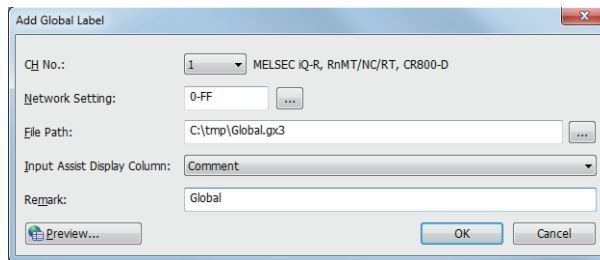 Add Global Label
CH No.: 1 MELSEC iQ-R, RnMT/NC/RT, CR800-D
Network Setting: 0-FF ...
File Path: C:\tmp\Global.gx3 ...
Input Assist Display Column: Comment
Remark: Global
Preview... OK Cancel